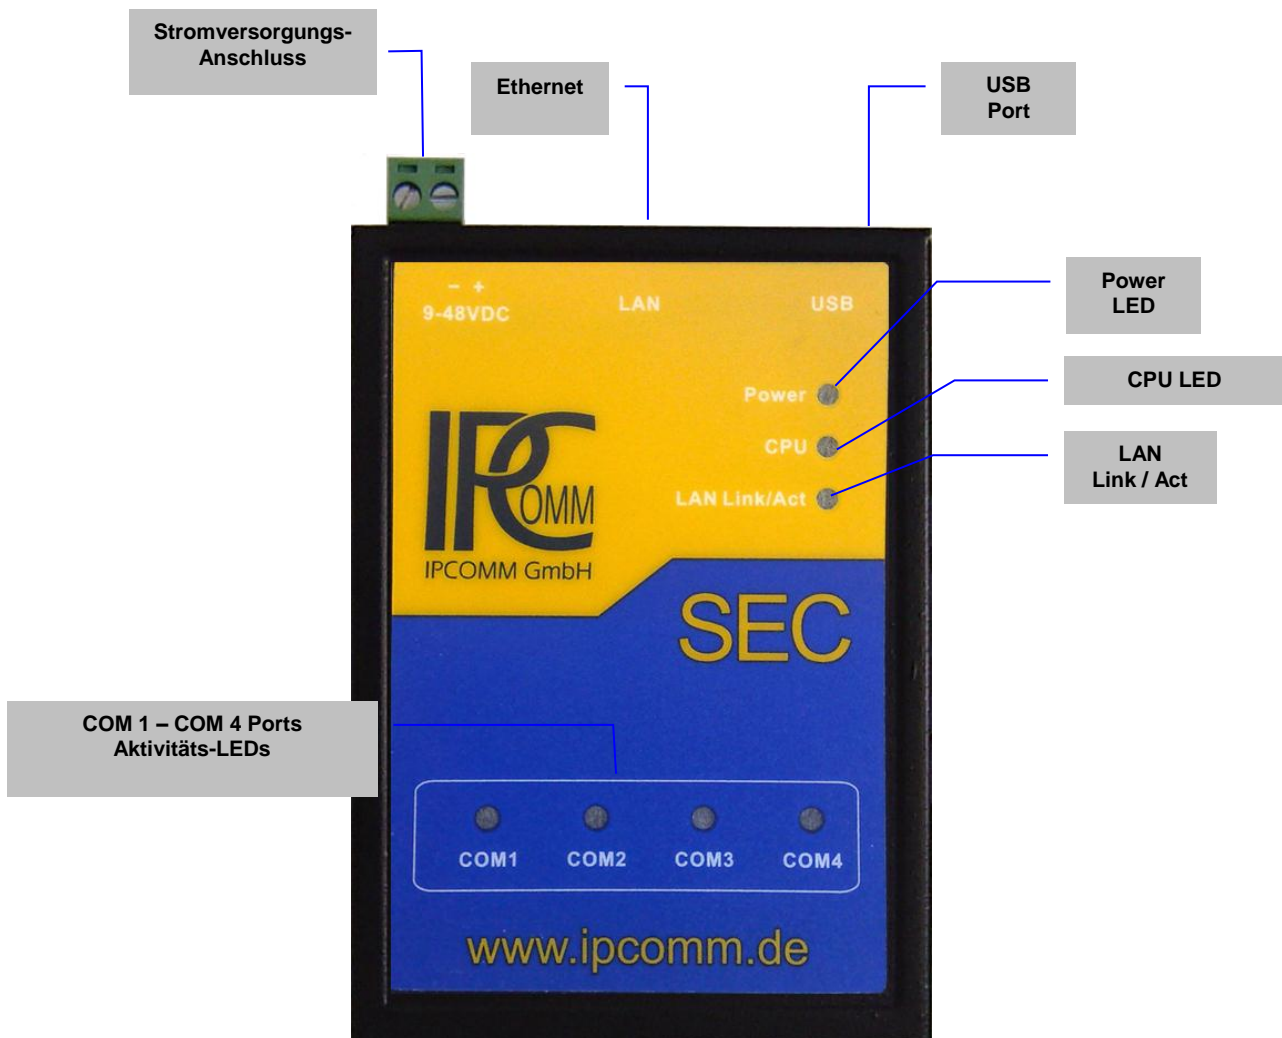 Stromversorgungs-
Anschluss
Ethernet
USB
Port
Power
LED
CPU LED
LAN
Link / Act
– +
9-48VDC
LAN
USB
Power
CPU
LAN Link/Act
IPC
OMM
IPCOMM GmbH
SEC
COM 1 – COM 4 Ports
Aktivitäts-LEDs
COM1
COM2
COM3
COM4
www.ipcomm.de